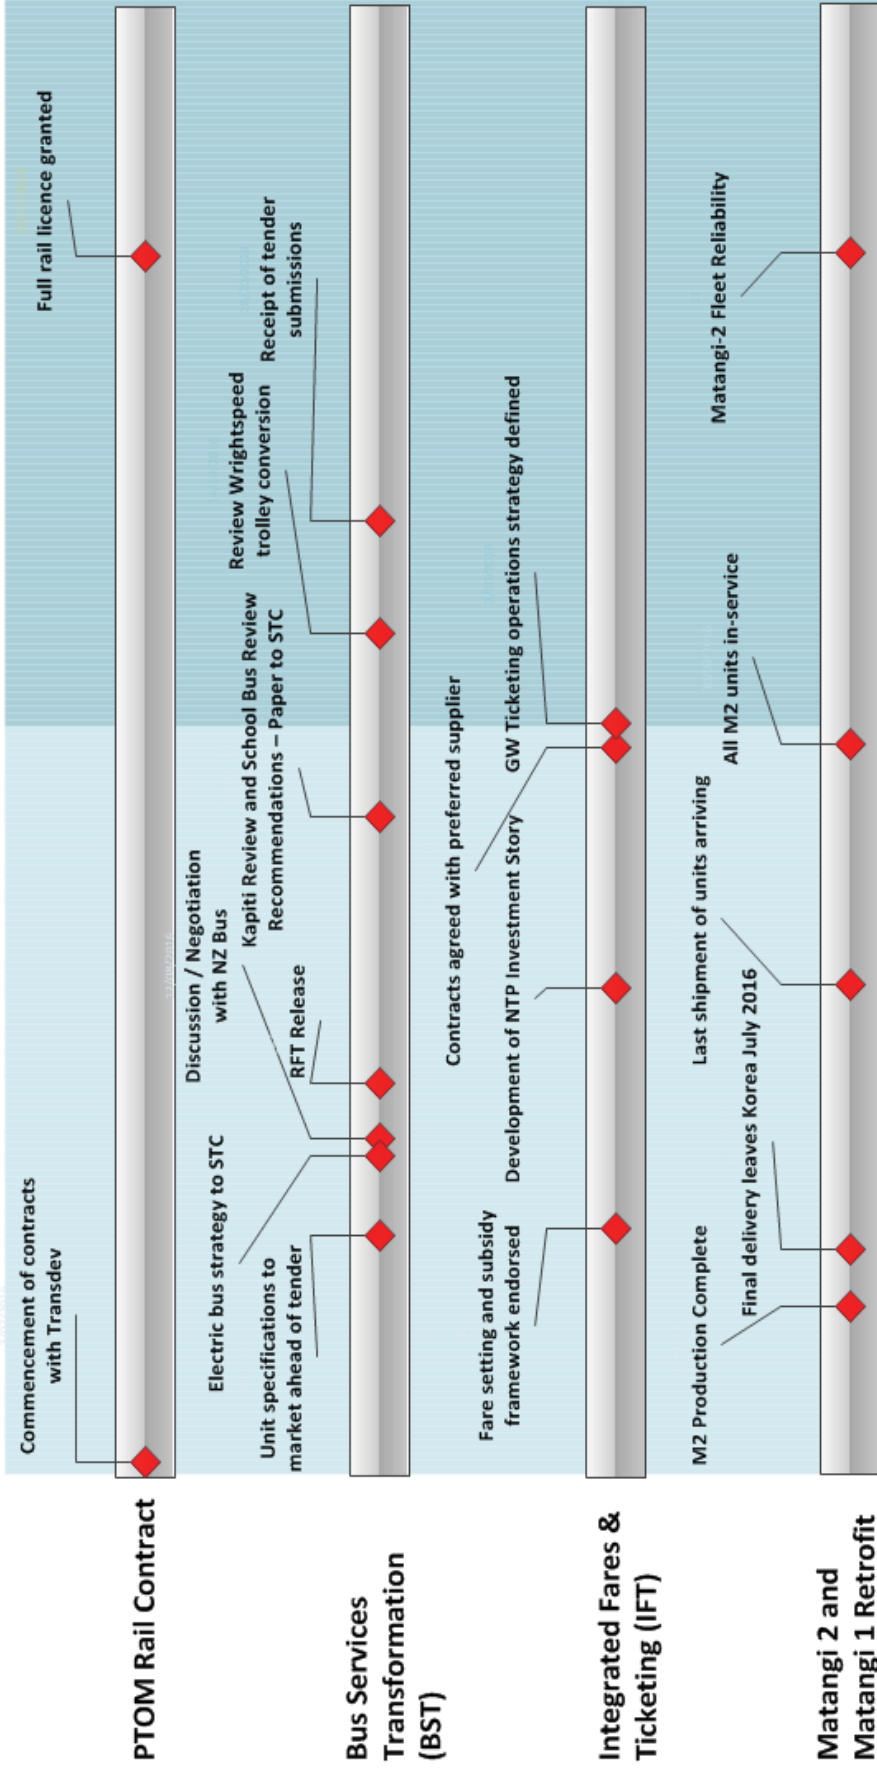 PTOM Rail Contract
Commencement of contracts
with Transdev
Full rail licence granted
Bus Services
Transformation
(BST)
Unit specifications to
market ahead of tender
Electric bus strategy to STC
Discussion / Negotiation
with NZ Bus
RFT Release
Kapiti Review and School Bus Review
Recommendations – Paper to STC
Review Wrightspeed
trolley conversion
Receipt of tender
submissions
Integrated Fares &
Ticketing (IFT)
Fare setting and subsidy
framework endorsed
Development of NTP Investment Story
Contracts agreed with preferred supplier
GW Ticketing operations strategy defined
Matangi 2 and
Matangi 1 Retrofit
M2 Production Complete
Final delivery leaves Korea July 2016
Last shipment of units arriving
All M2 units in-service
Matangi-2 Fleet Reliability